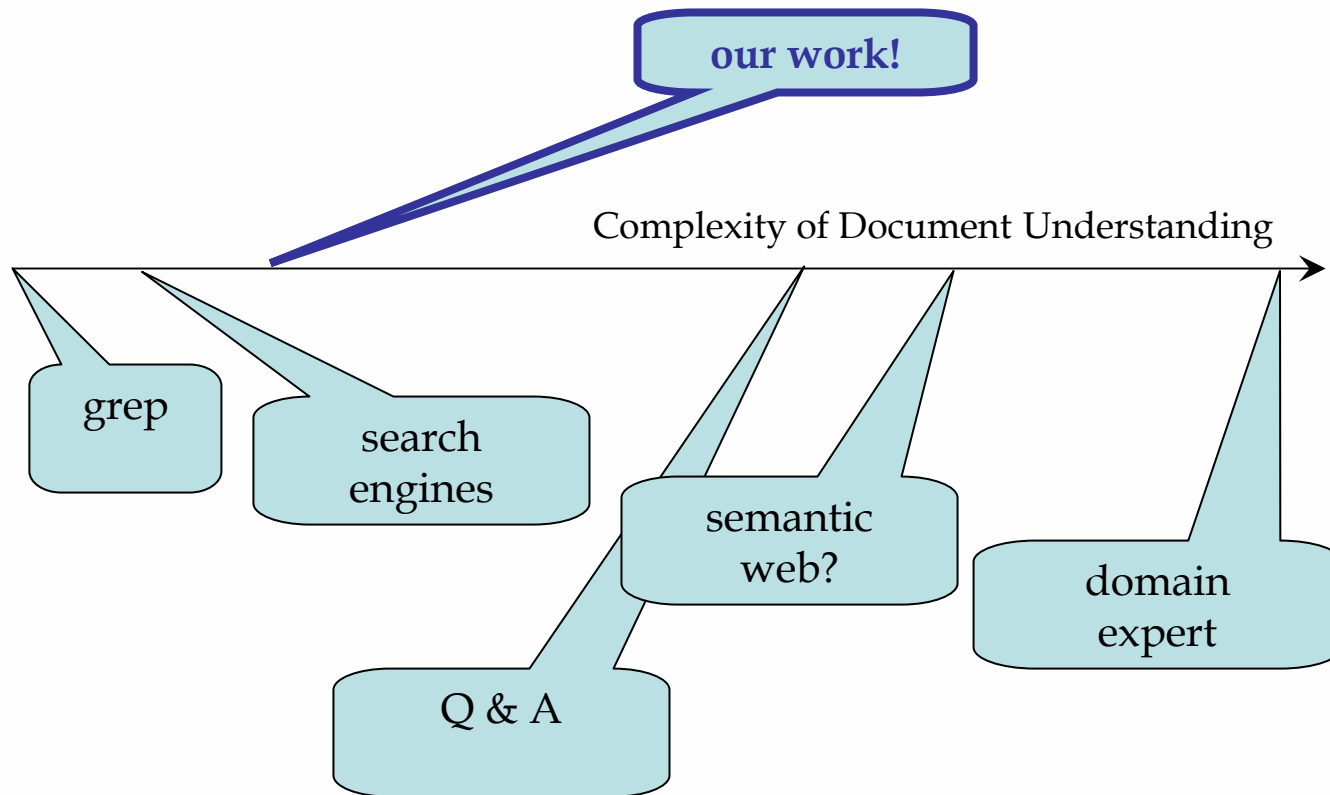 our work!
Complexity of Document Understanding
grep
search
engines
semantic
web?
domain
expert
Q & A